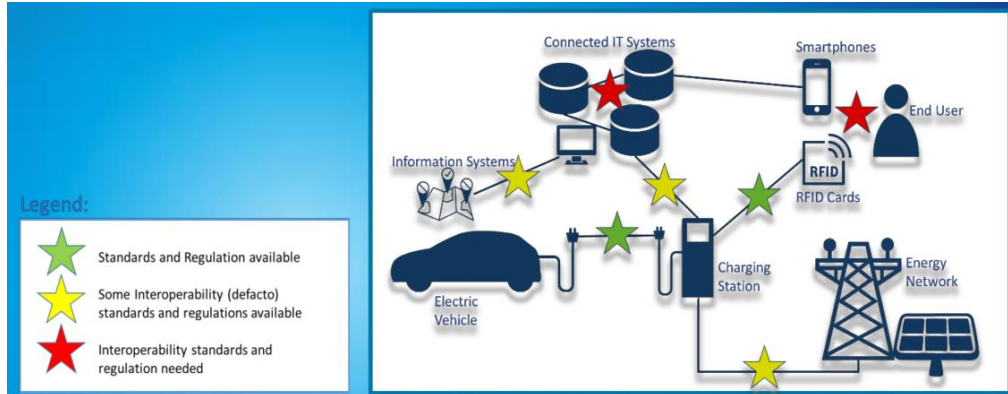 Connected IT Systems
Smartphones
End User
Information Systems
RFID
RFID Cards
Legend:
Standards and Regulation available
Some Interoperability (defacto)
standards and regulations available
Interoperability standards and
regulation needed
Electric
Vehicle
Charging
Station
Energy
Network